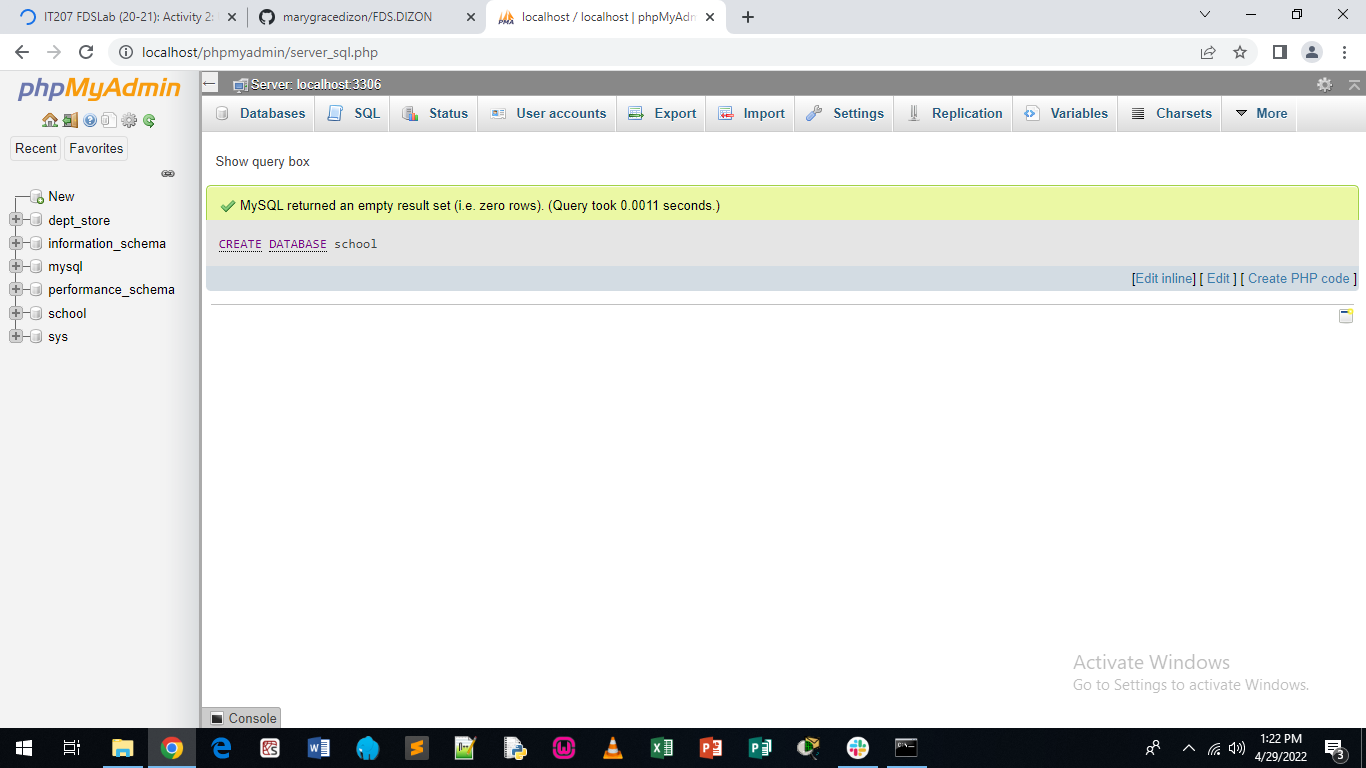 IT207 FDSLab (20-21): Activity 2:
marygracedizon/FDS.DIZON
localhost / localhost | phpMyAdm
localhost/phpmyadmin/server_sql.php
phpMyAdmin
Server: localhost:3306
Databases
SQL
Status
User accounts
Export
Import
Settings
Replication
Variables
Charsets
More
Recent
Favorites
New
dept_store
information_schema
mysql
performance_schema
school
sys
Show query box
MySQL returned an empty result set (i.e. zero rows). (Query took 0.0011 seconds.)
CREATE DATABASE school
[Edit inline] [ Edit ] [ Create PHP code ]
Activate Windows
Go to Settings to activate Windows.
Console
1:22 PM
4/29/2022
3